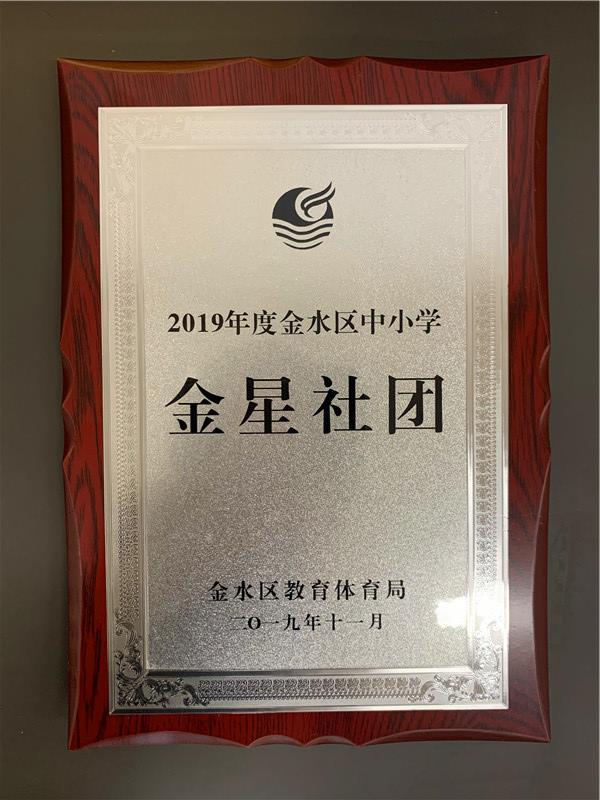 2019年度金水区中小学
金星社团
金水区教育体育局
二〇一九年十一月